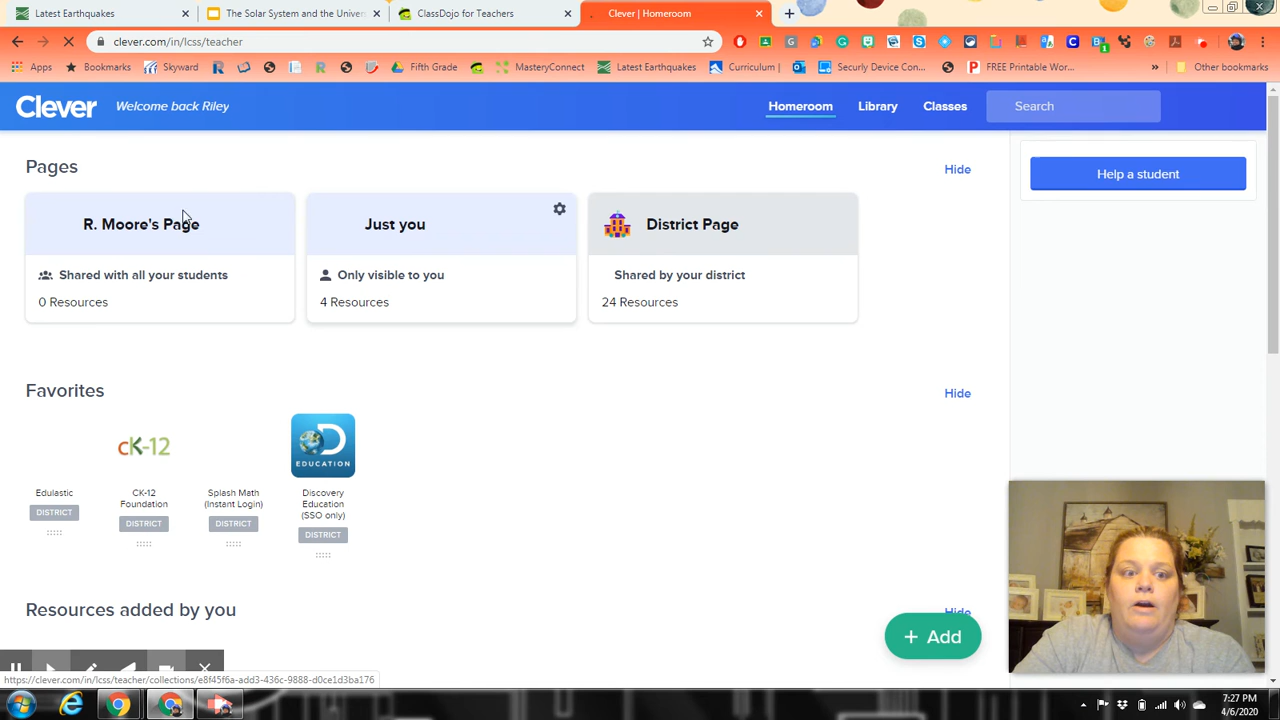 Latest Earthquakes
The Solar System and the Univer
ClassDojo for Teachers
Clever | Homeroom
clever.com/in/lcss/teacher
Apps
Bookmarks
Skyward
Fifth Grade
MasteryConnect
Latest Earthquakes
Curriculum |
Securly Device Con...
FREE Printable Wor...
»
Other bookmarks
Clever
Welcome back Riley
Homeroom
Library
Classes
Search
Pages
Hide
Help a student
R. Moore's Page
Just you
District Page
Shared with all your students
Only visible to you
Shared by your district
0 Resources
4 Resources
24 Resources
Favorites
Hide
cK-12
D
EDUCATION
Edulastic
DISTRICT
CK-12
Foundation
DISTRICT
Splash Math
(Instant Login)
DISTRICT
Discovery
Education
(SSO only)
DISTRICT
Resources added by you
Hide
+ Add
https://clever.com/in/lcss/teacher/collections/e8f45f6a-add3-436c-9888-d0ce1d3ba176
7:27 PM
4/6/2020